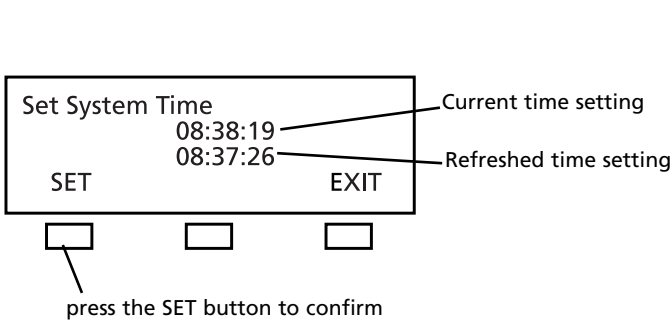 Set System Time
08:38:19
08:37:26
SET EXIT
Current time setting
Refreshed time setting
press the SET button to confirm